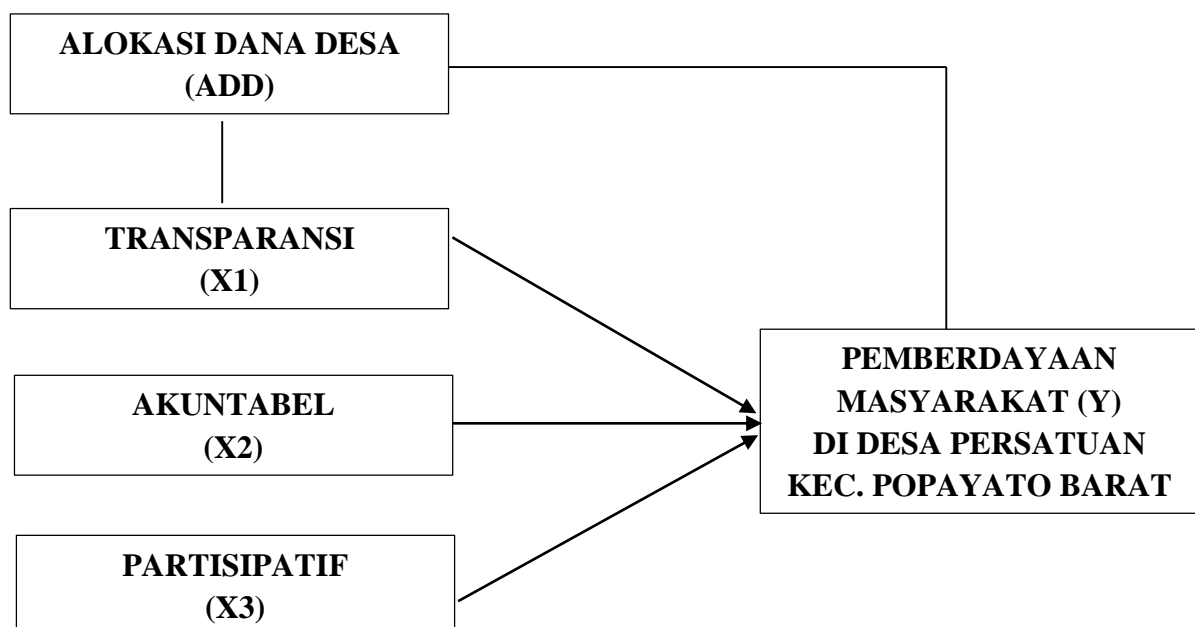 ALOKASI DANA DESA
(ADD)
TRANSPARANSI
(X1)
AKUNTABEL
(X2)
PARTISIPATIF
(X3)
PEMBERDAYAAN
MASYARAKAT (Y)
DI DESA PERSATUAN
KEC. POPAYATO BARAT